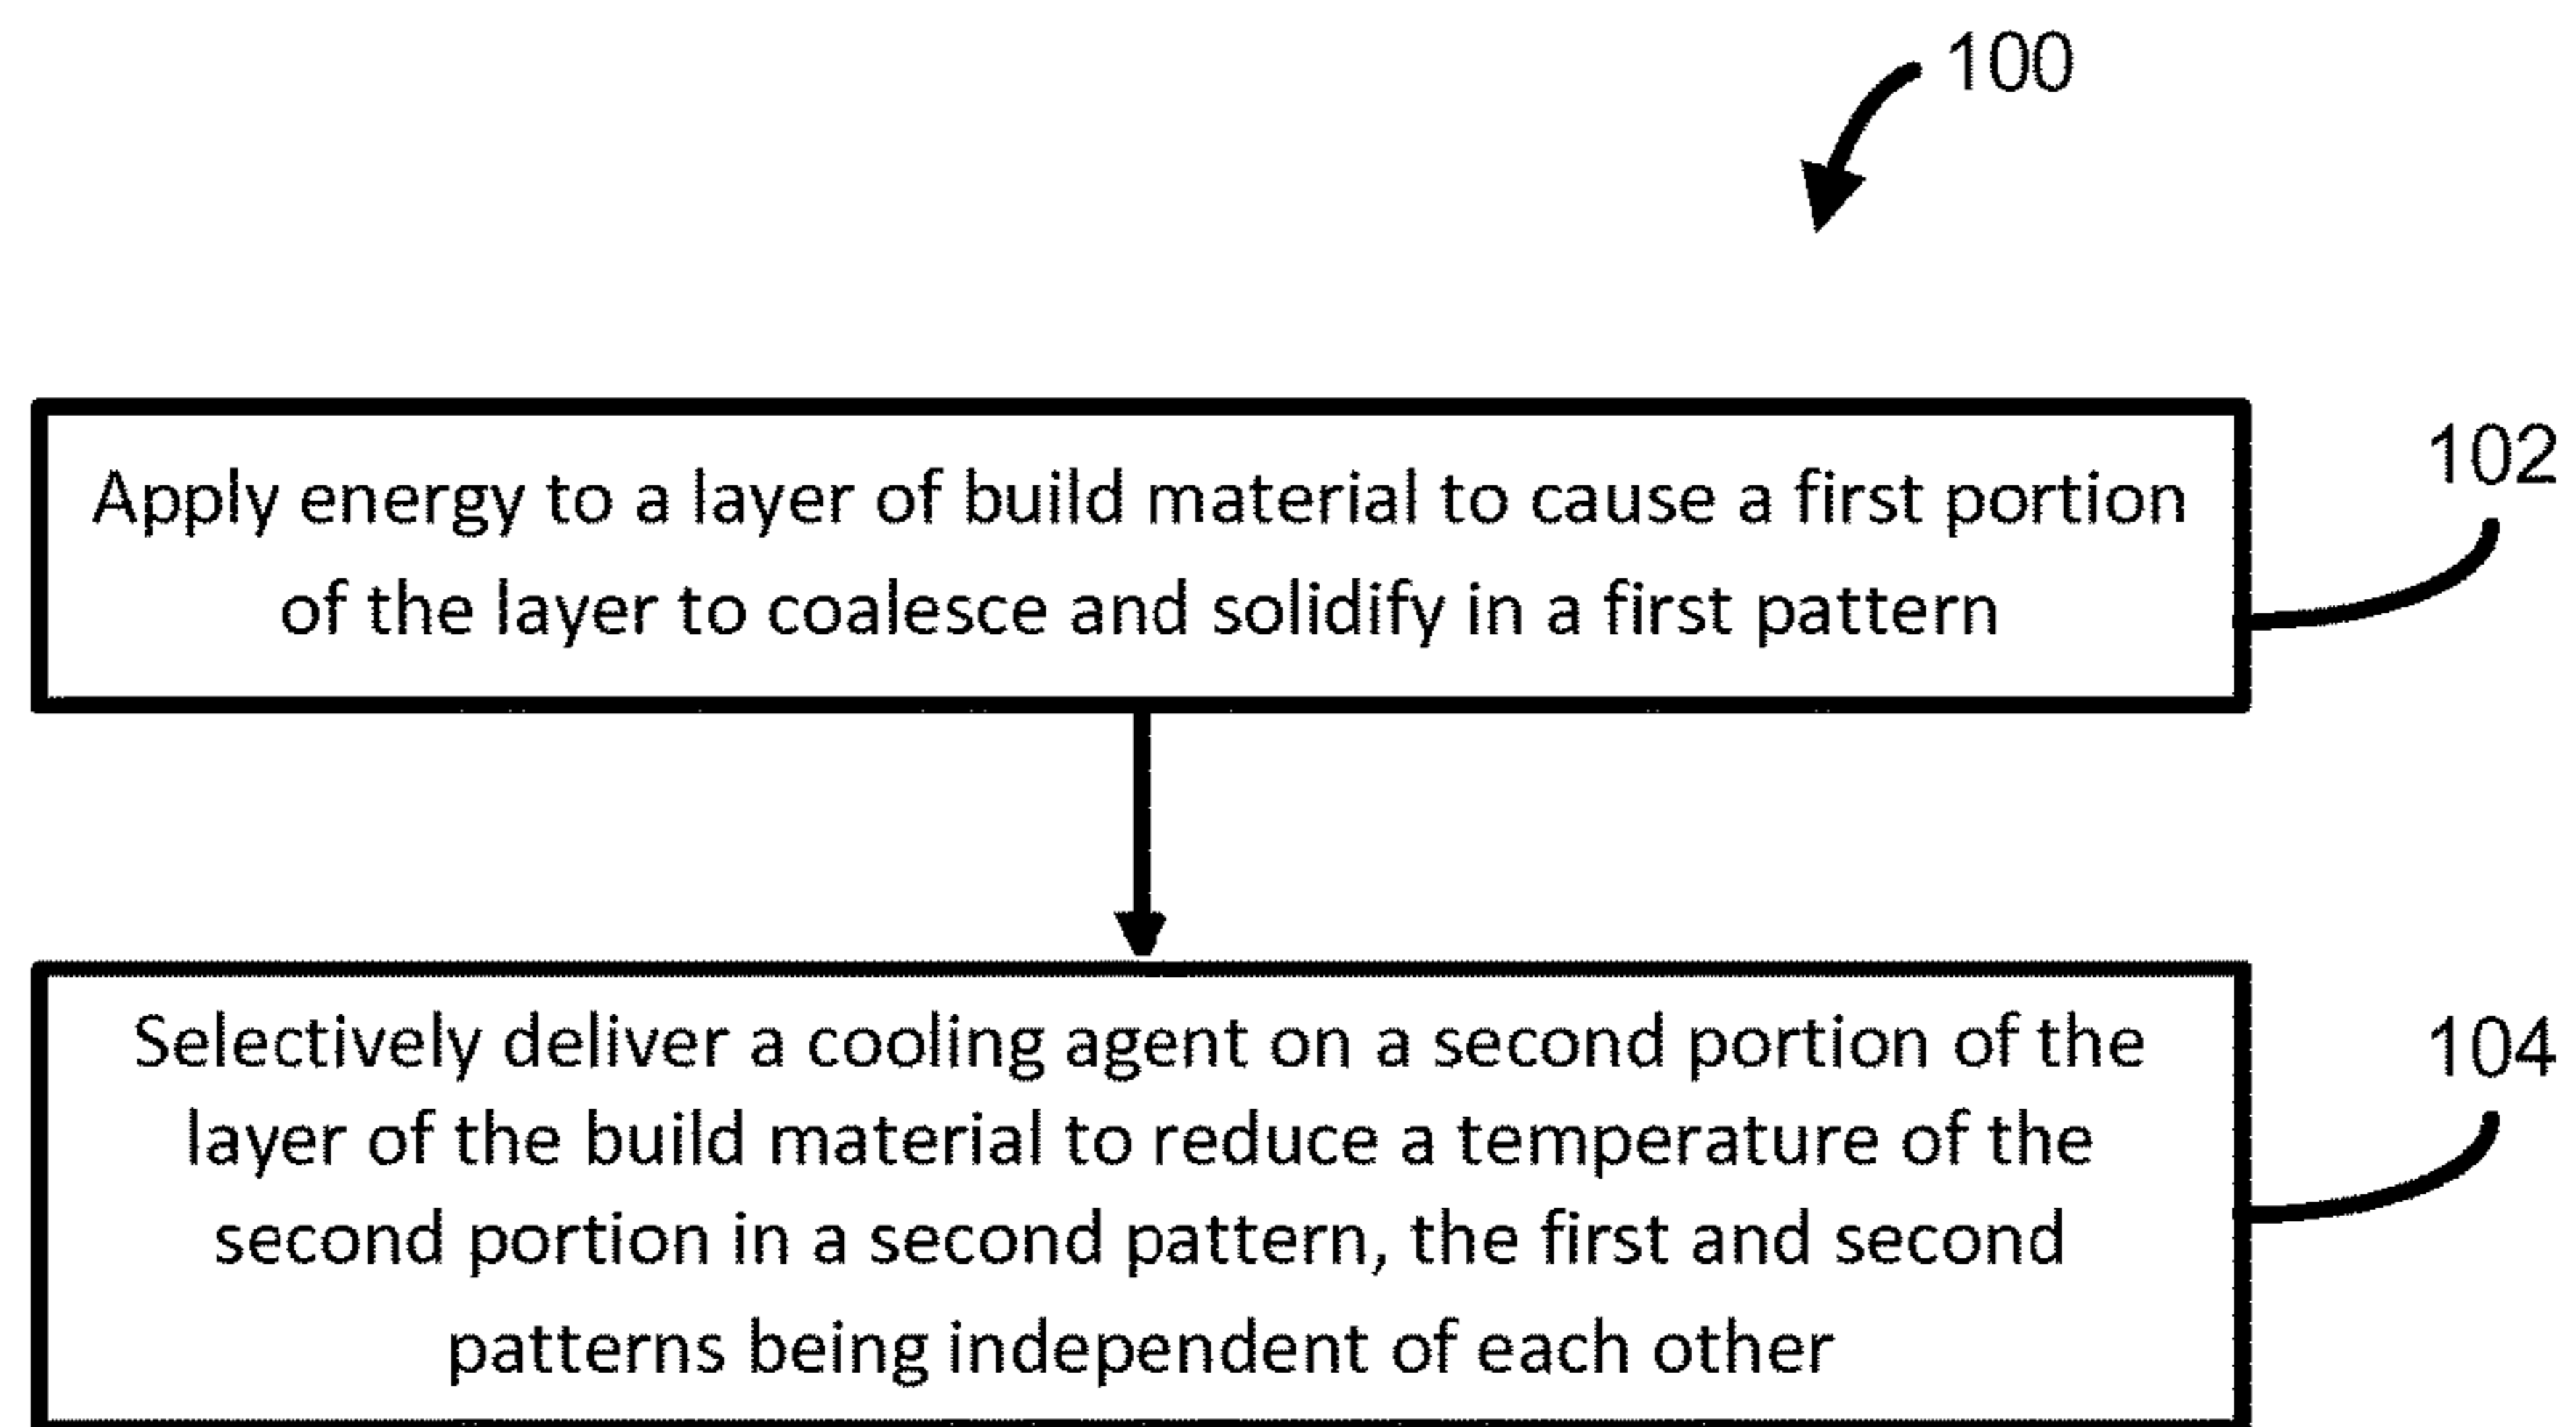 100
Apply energy to a layer of build material to cause a first portion
of the layer to coalesce and solidify in a first pattern
102
Selectively deliver a cooling agent on a second portion of the
layer of the build material to reduce a temperature of the
second portion in a second pattern, the first and second
patterns being independent of each other
104